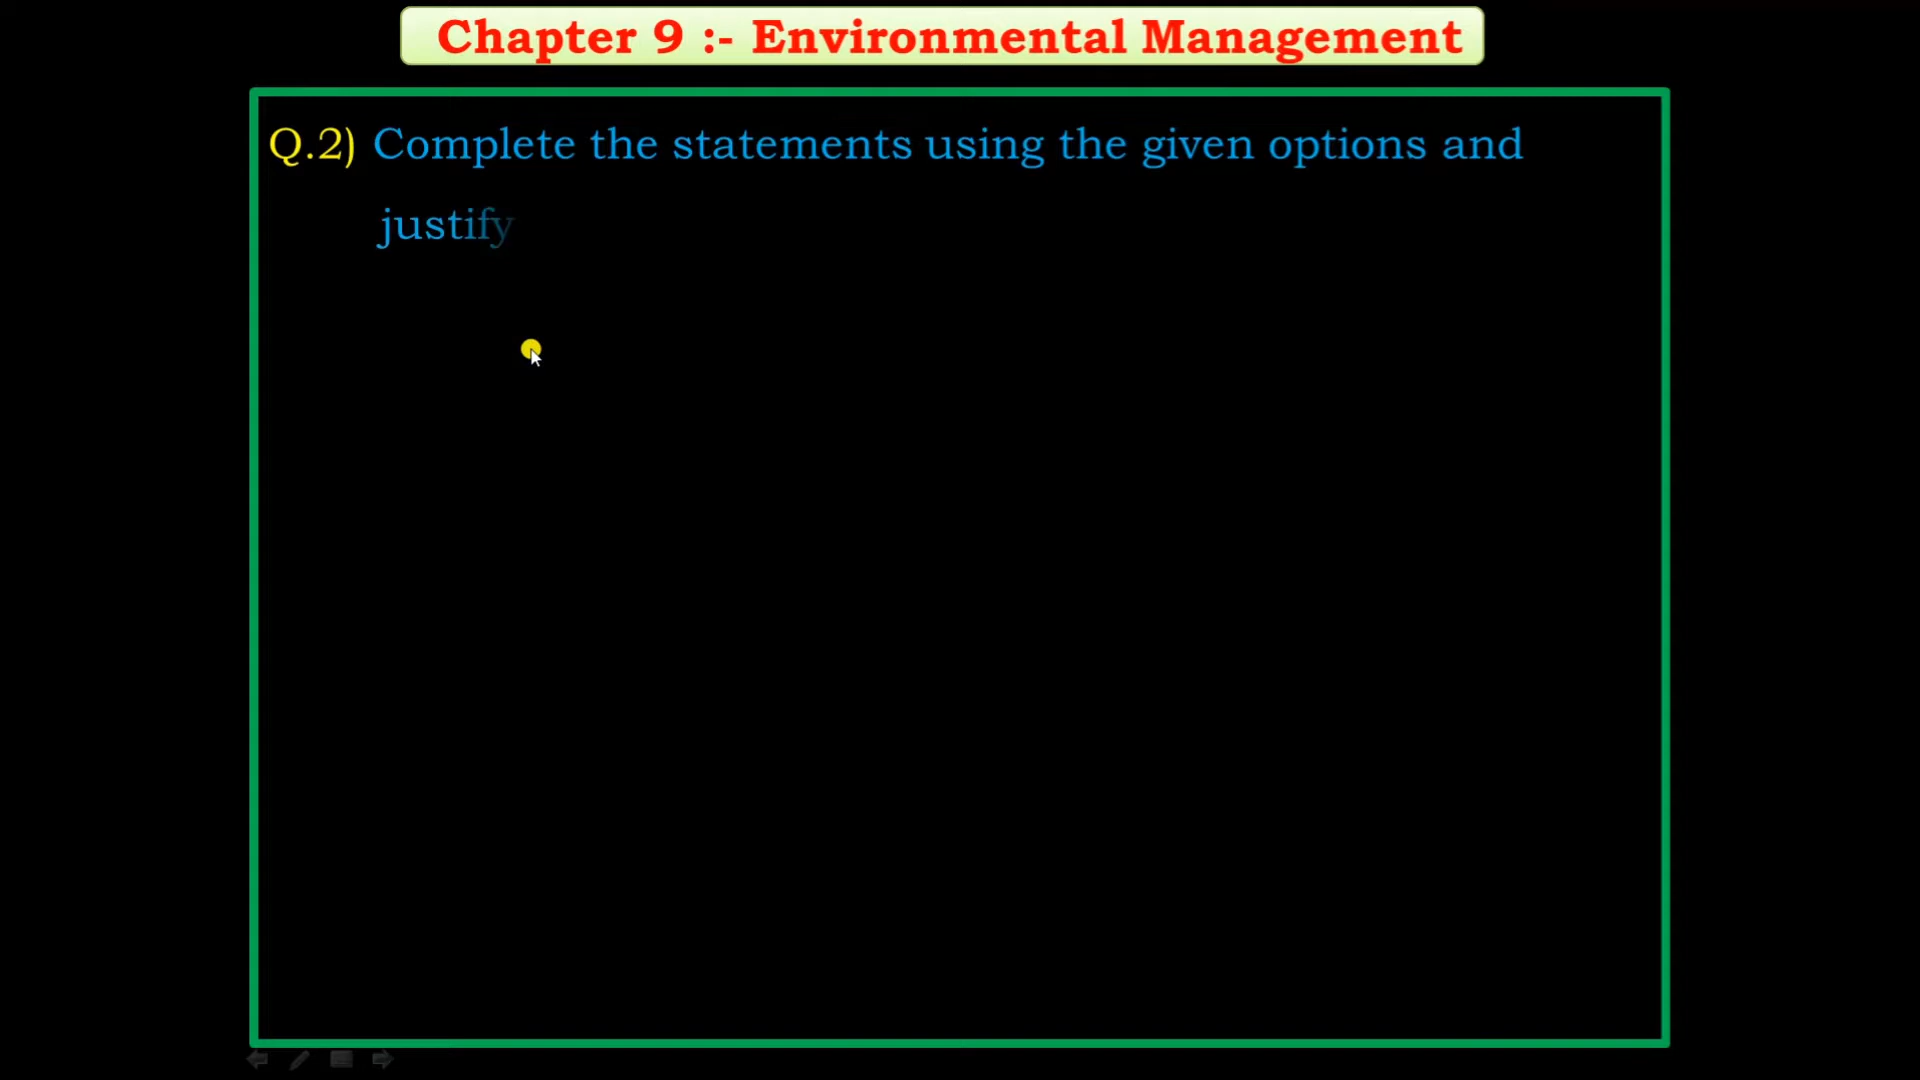 Chapter 9 :- Environmental Management
Q.2) Complete the statements using the given options and
justify